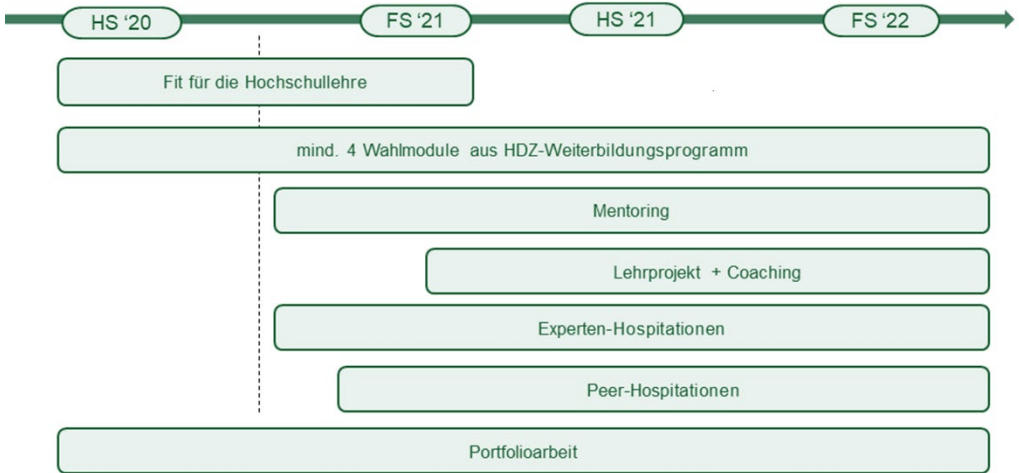 HS ‘20 FS ‘21 HS ‘21 FS ‘22
Fit für die Hochschullehre
mind. 4 Wahlmodule aus HDZ-Weiterbildungsprogramm
Mentoring
Lehrprojekt + Coaching
Experten-Hospitationen
Peer-Hospitationen
Portfolioarbeit